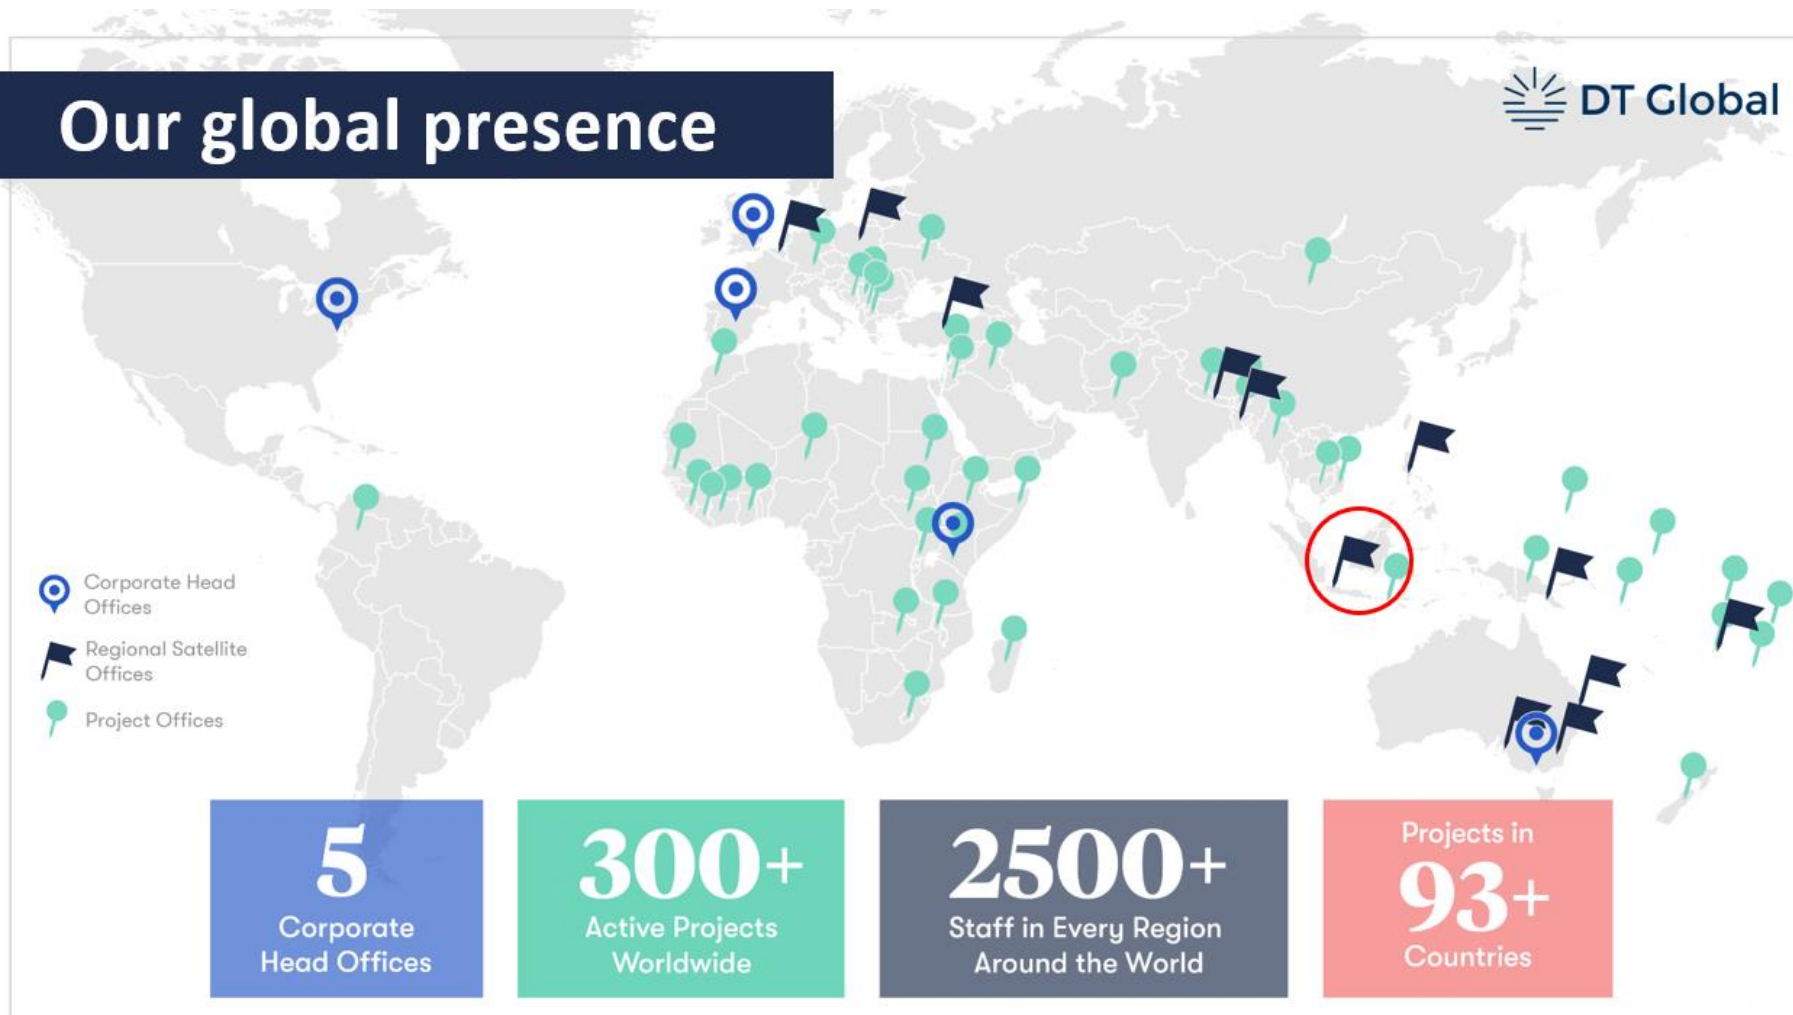 Our global presence
DT Global
Corporate Head
Offices
Regional Satellite
Offices
Project Offices
5
Corporate
Head Offices
300+
Active Projects
Worldwide
2500+
Staff in Every Region
Around the World
Projects in
93+
Countries